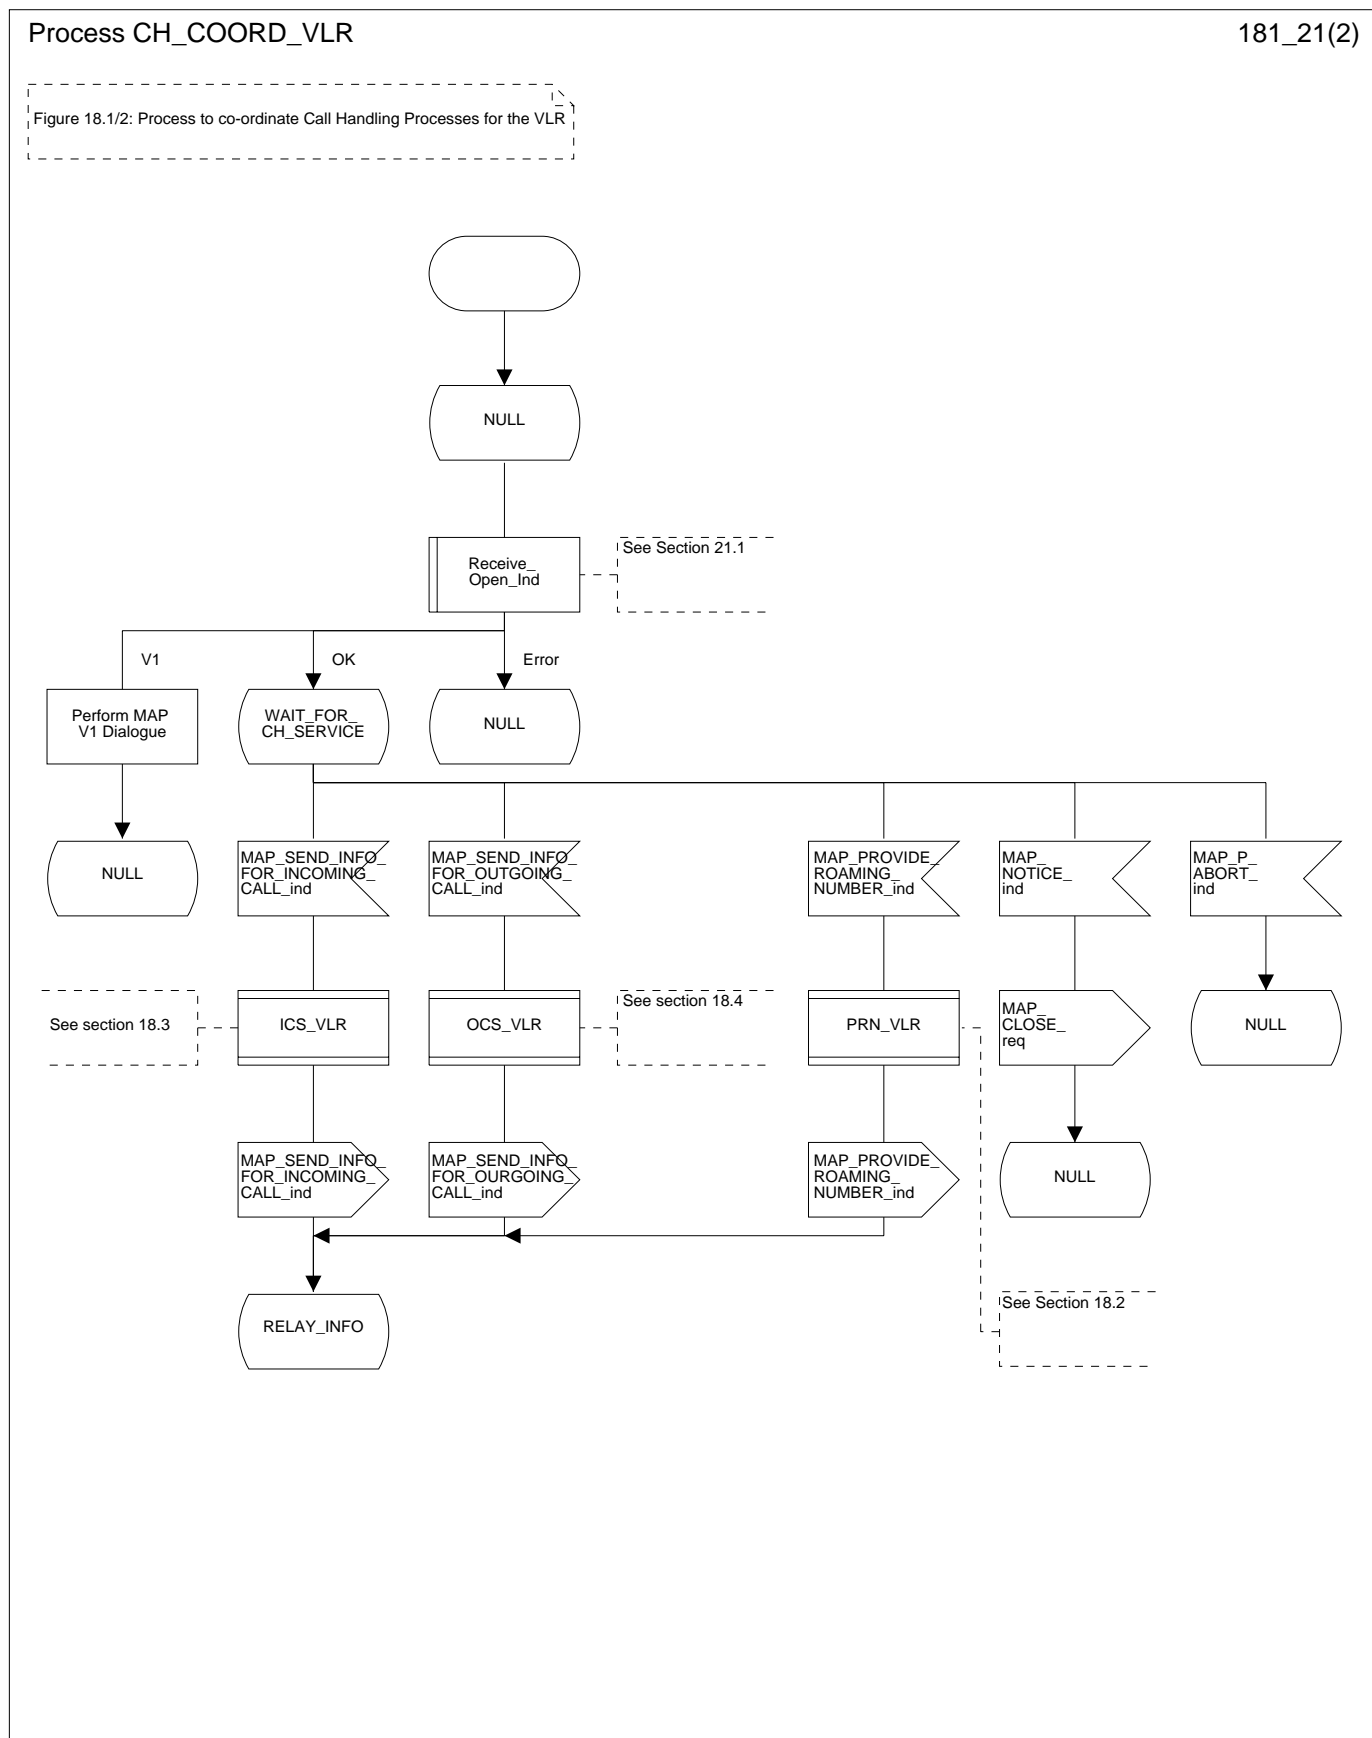 Process CH_COORD_VLR
181_21(2)
Figure 18.1/2: Process to co-ordinate Call Handling Processes for the VLR
NULL
Receive_
Open_Ind
See Section 21.1
V1
OK
Error
Perform MAP
V1 Dialogue
WAIT_FOR_
CH_SERVICE
NULL
NULL
MAP_SEND_INFO_
FOR_INCOMING_
CALL_ind
MAP_SEND_INFO_
FOR_OUTGOING_
CALL_ind
MAP_PROVIDE_
ROAMING_
NUMBER_ind
MAP_
NOTICE_
ind
MAP_P_
ABORT_
ind
See section 18.3
ICS_VLR
OCS_VLR
See section 18.4
PRN_VLR
MAP_
CLOSE_
req
NULL
MAP_SEND_INFO_
FOR_INCOMING_
CALL_ind
MAP_SEND_INFO_
FOR_OURGOING_
CALL_ind
MAP_PROVIDE_
ROAMING_
NUMBER_ind
NULL
RELAY_INFO
See Section 18.2